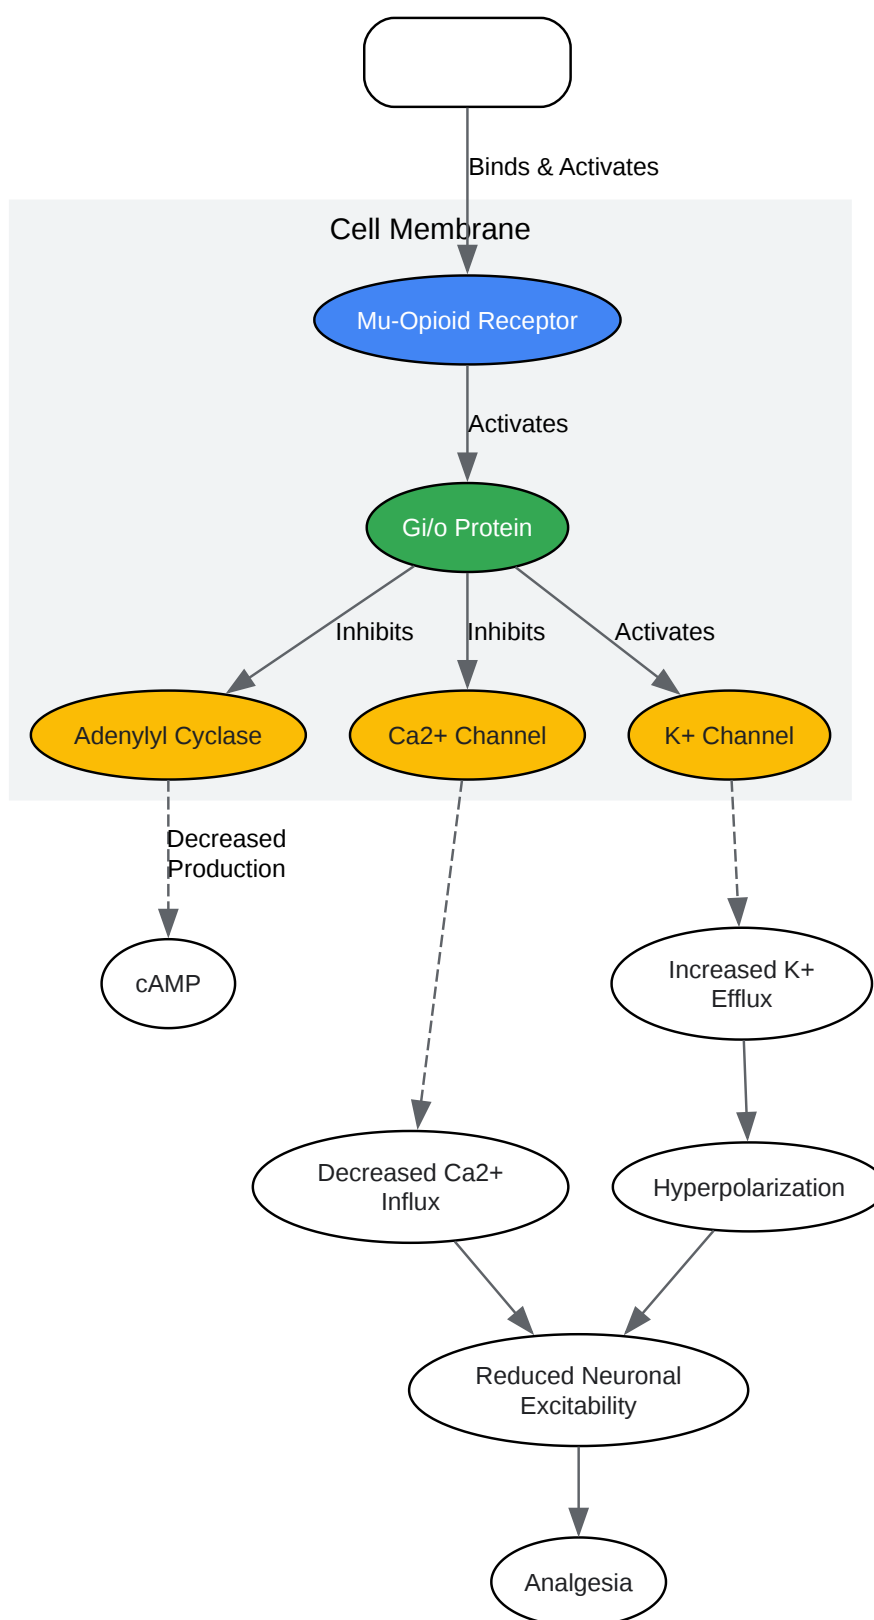 Binds & Activates
Cell Membrane
Mu-Opioid Receptor
Activates
Gi/o Protein
Inhibits
Inhibits
Activates
Adenylyl Cyclase
Ca2+ Channel
K+ Channel
Decreased
Production
cAMP
Increased K+
Efflux
Decreased Ca2+
Influx
Hyperpolarization
Reduced Neuronal
Excitability
Analgesia